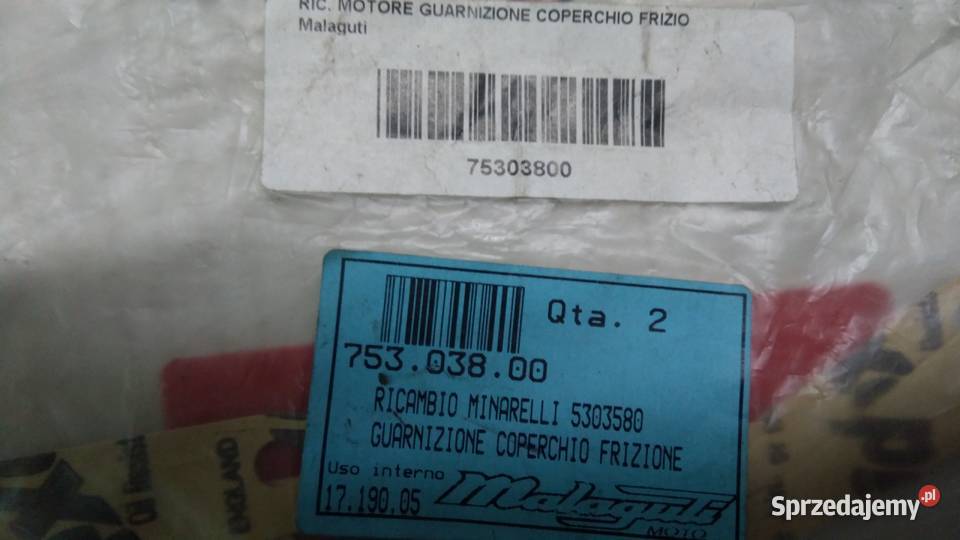 RIC. MOTORE GUARNIZIONE COPERCHIO FRIZIO
Malaguti
75303800
Qta. 2
753.038.00
RICAMBIO MINARELLI 5303580
GUARNIZIONE COPERCHIO FRIZIONE
Uso interno
17.190.05
Malaguti
MOTO
Sprzedajemy.pl